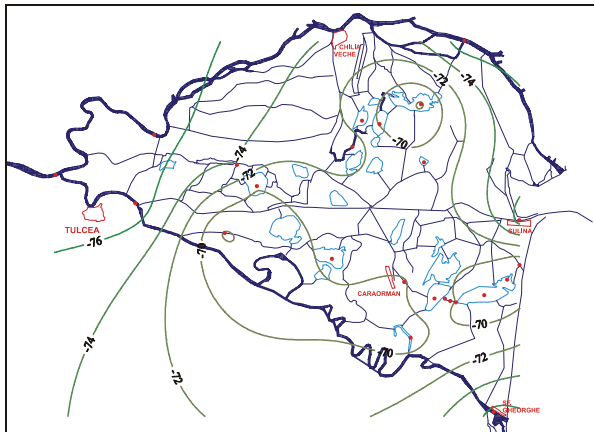 CHILIA
VECHE
-72
-74
-70
-74
-72
TULCEA
-76
-70
SULINA
CARAORMAN
-70
-74
-70
-72
-72
SF.
GHEORGHE